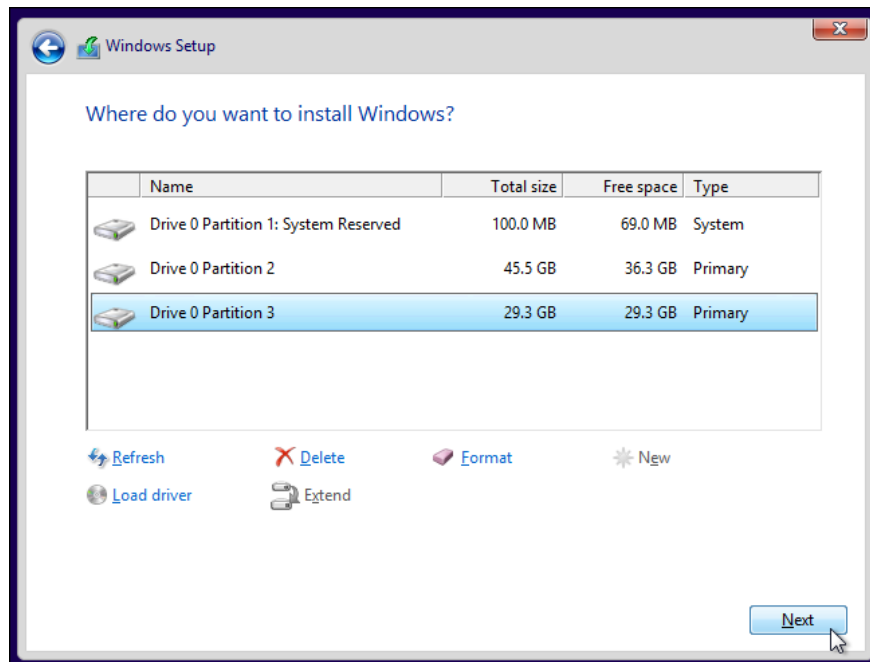 Windows Setup
Where do you want to install Windows?
Name Total size Free space Type
Drive 0 Partition 1: System Reserved 100.0 MB 69.0 MB System
Drive 0 Partition 2 45.5 GB 36.3 GB Primary
Drive 0 Partition 3 29.3 GB 29.3 GB Primary
Refresh Delete Format New
Load driver Extend
Next